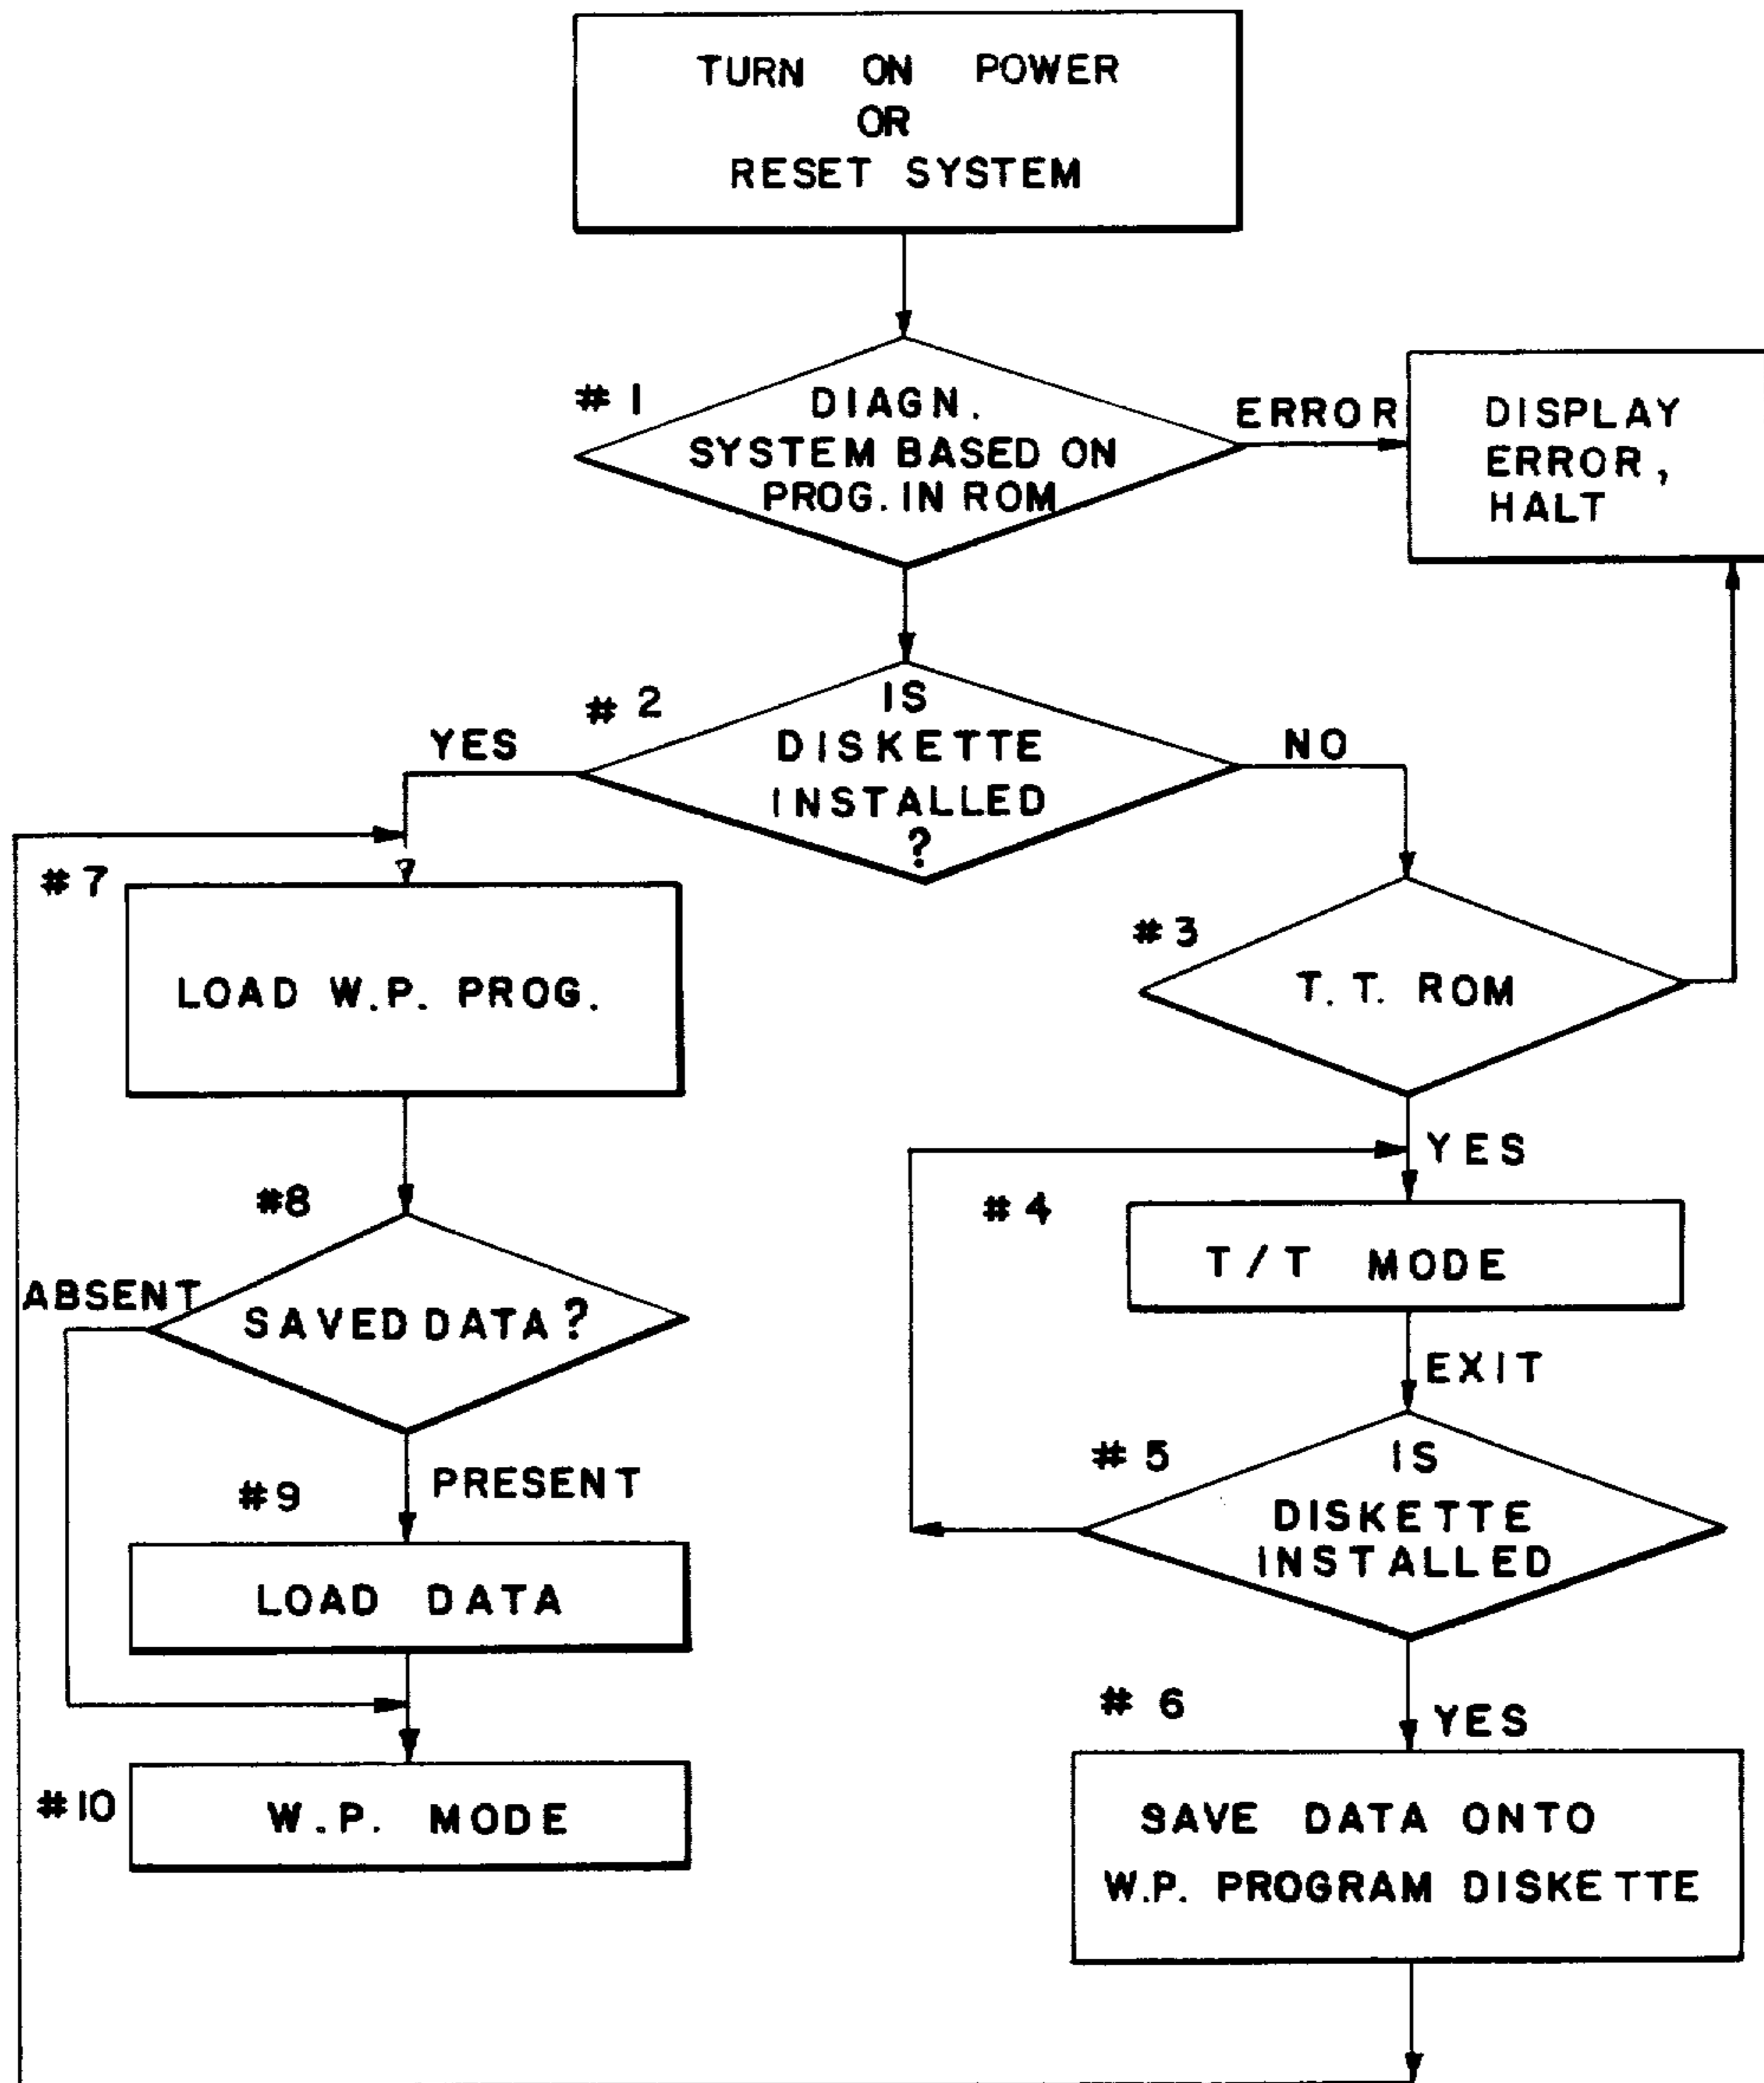 TURN ON POWER
OR
RESET SYSTEM
#1
DIAGN.
SYSTEM BASED ON
PROG. IN ROM
ERROR
DISPLAY
ERROR,
HALT
#2
IS
DISKETTE
INSTALLED
?
YES
NO
#7
LOAD W.P. PROG.
#3
T. T. ROM
YES
#8
SAVED DATA?
ABSENT
PRESENT
#4
T/T MODE
EXIT
#9
LOAD DATA
#5
IS
DISKETTE
INSTALLED
YES
#10
W.P. MODE
#6
SAVE DATA ONTO
W.P. PROGRAM DISKETTE